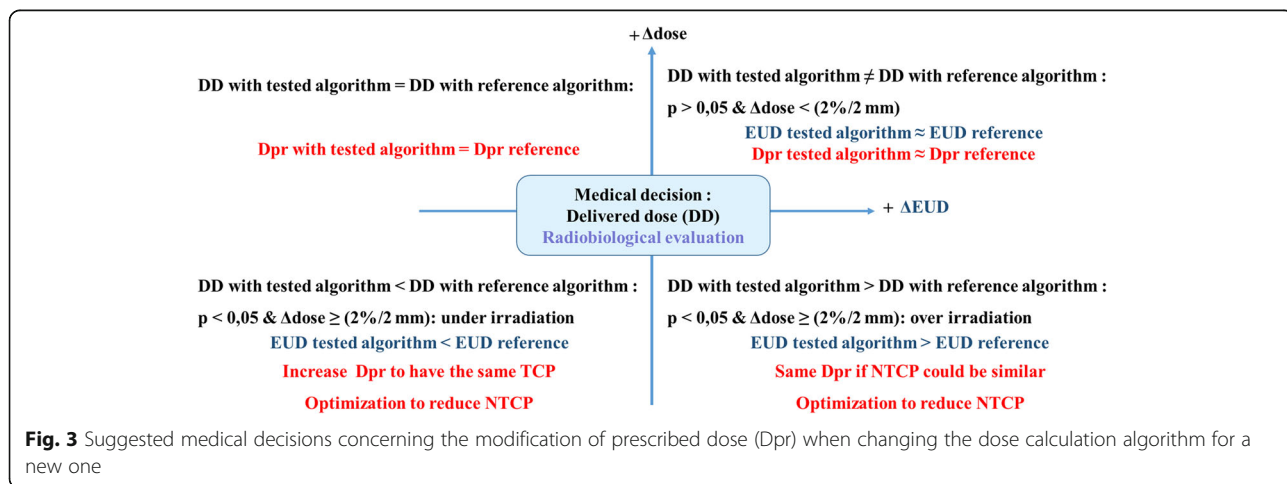 + Δdose
DD with tested algorithm = DD with reference algorithm:
Dpr with tested algorithm = Dpr reference
DD with tested algorithm ≠ DD with reference algorithm :
p > 0,05 & Δdose < (2%/2 mm)
EUD tested algorithm ≈ EUD reference
Dpr tested algorithm ≈ Dpr reference
Medical decision :
Delivered dose (DD)
Radiobiological evaluation
+ ΔEUD
DD with tested algorithm < DD with reference algorithm :
p < 0,05 & Δdose ≥ (2%/2 mm): under irradiation
EUD tested algorithm < EUD reference
Increase Dpr to have the same TCP
Optimization to reduce NTCP
DD with tested algorithm > DD with reference algorithm :
p < 0,05 & Δdose ≥ (2%/2 mm): over irradiation
EUD tested algorithm > EUD reference
Same Dpr if NTCP could be similar
Optimization to reduce NTCP
Fig. 3 Suggested medical decisions concerning the modification of prescribed dose (Dpr) when changing the dose calculation algorithm for a
new one